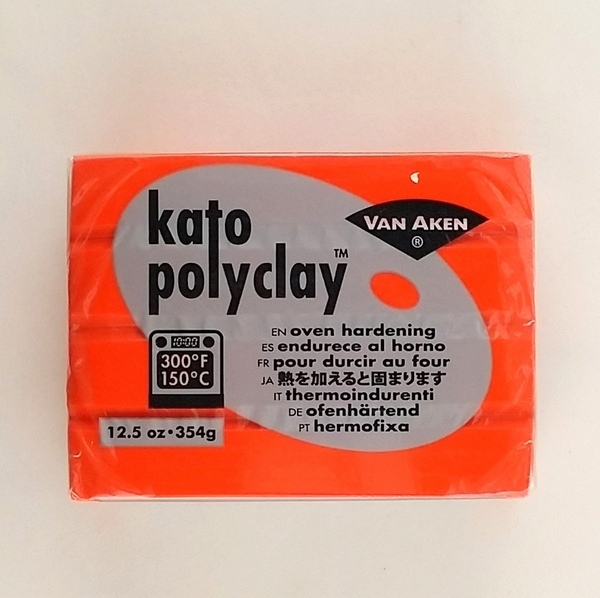 kato
polyclay™
VAN AKEN
®
10:00
300°F
150°C
12.5 oz•354g
EN oven hardening
ES endurece al horno
FR pour durcir au four
JA 熱を加えると固まります
IT thermoindurenti
DE ofenhärtend
PT hermofixa